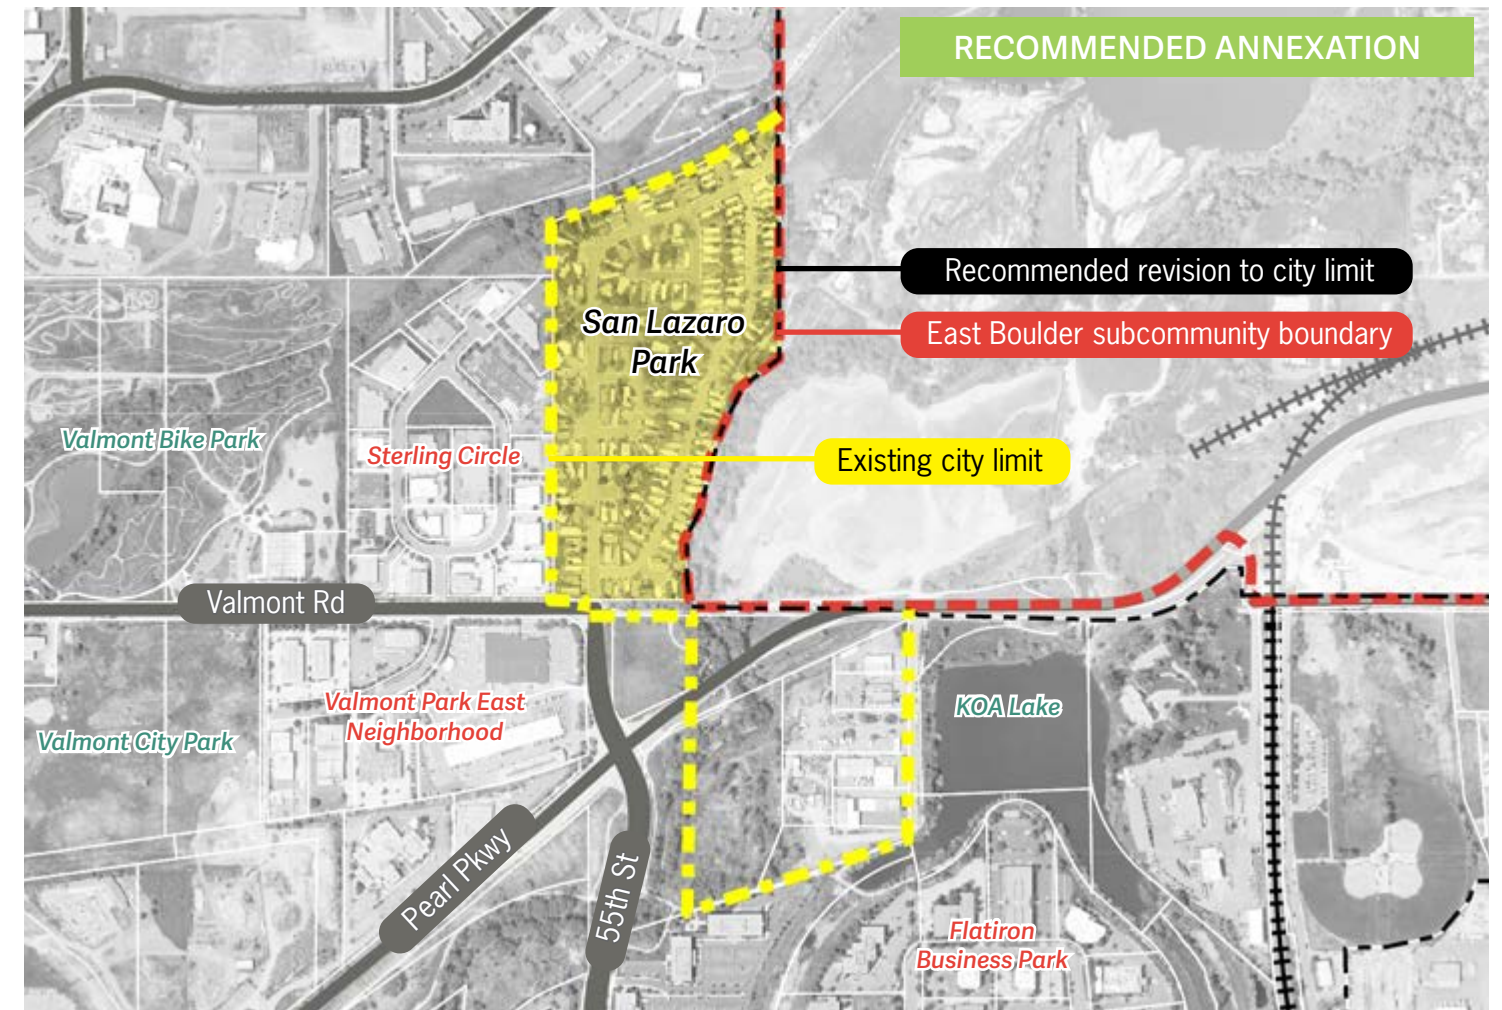 RECOMMENDED ANNEXATION
Recommended revision to city limit
San Lazaro
Park
East Boulder subcommunity boundary
Valmont Bike Park
Sterling Circle
Existing city limit
Valmont Rd
Valmont Park East
Neighborhood
KOA Lake
Valmont City Park
Pearl Pkwy
55th St
Flatiron
Business Park